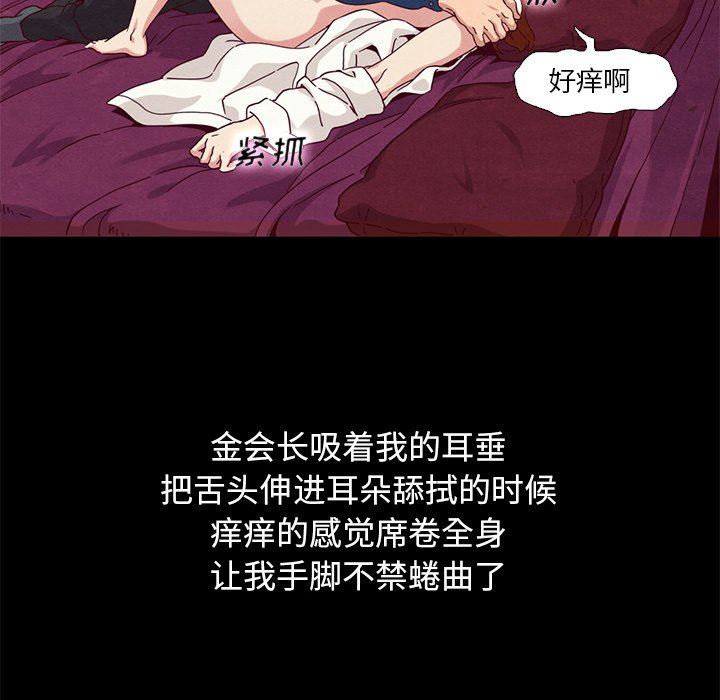 好痒啊
紧抓
金会长吸着我的耳垂
把舌头伸进耳朵舔拭的时候
痒痒的感觉席卷全身
让我手脚不禁蜷曲了